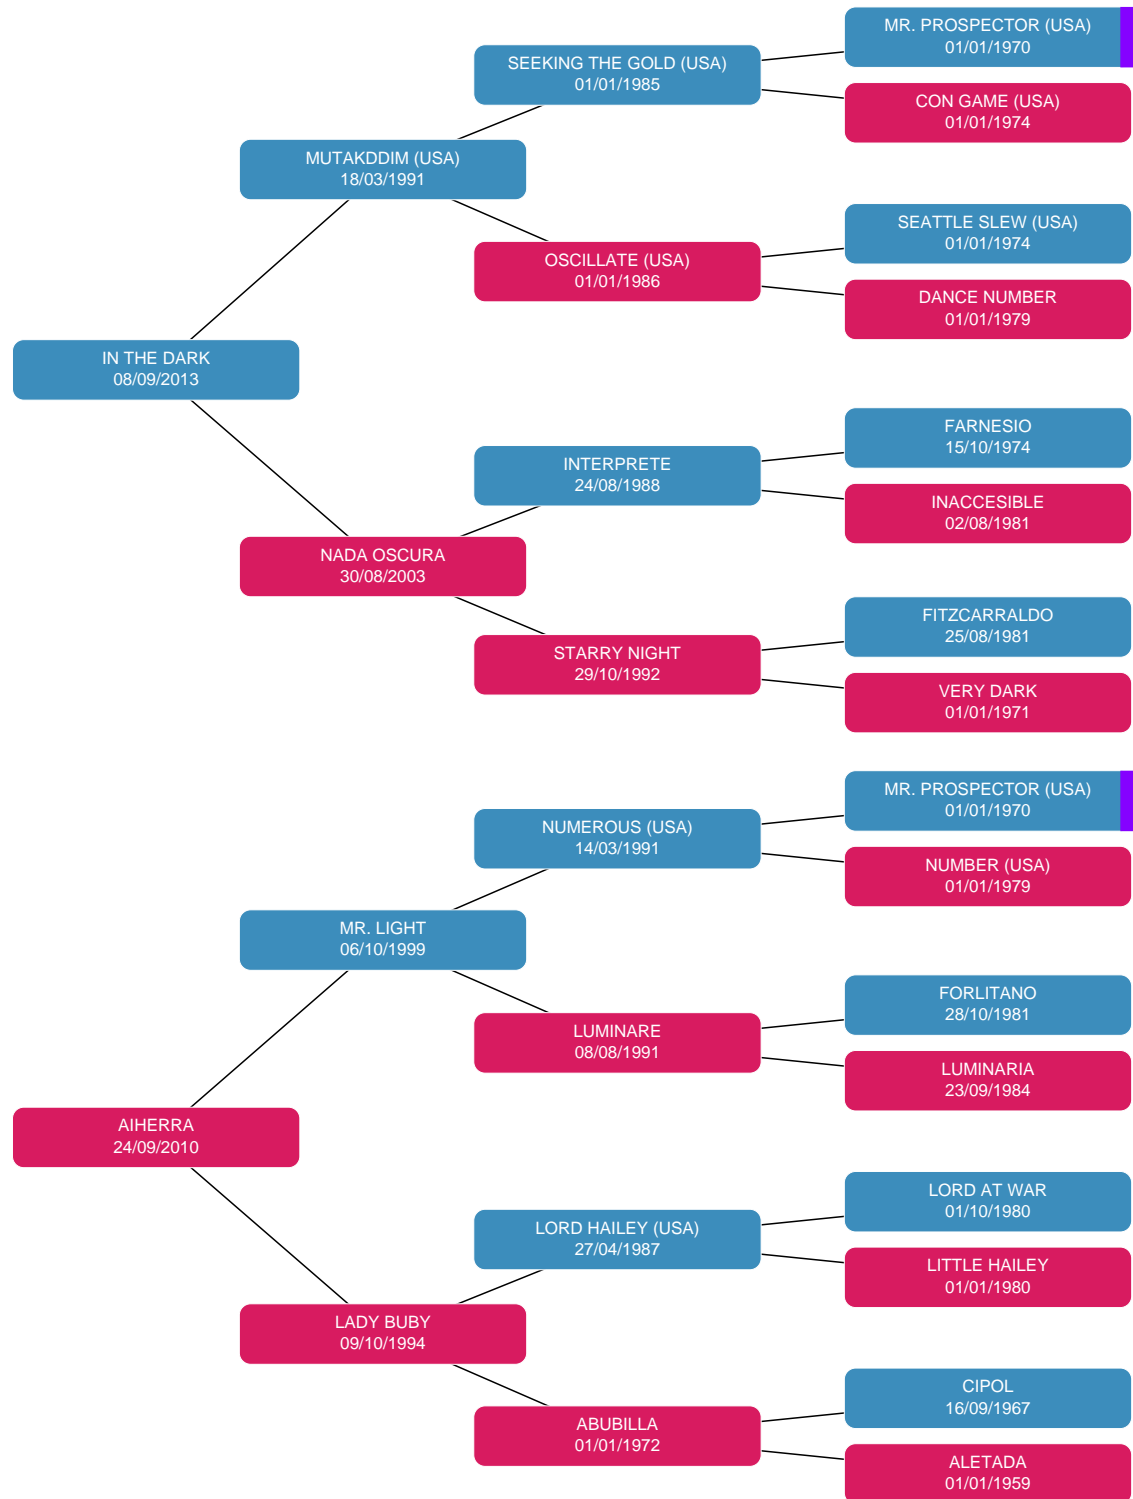 MR. PROSPECTOR (USA)
01/01/1970
SEEKING THE GOLD (USA)
01/01/1985
CON GAME (USA)
01/01/1974
MUTAKDDIM (USA)
18/03/1991
SEATTLE SLEW (USA)
01/01/1974
OSCILLATE (USA)
01/01/1986
DANCE NUMBER
01/01/1979
IN THE DARK
08/09/2013
FARNESIO
15/10/1974
INTERPRETE
24/08/1988
INACCESIBLE
02/08/1981
NADA OSCURA
30/08/2003
FITZCARRALDO
25/08/1981
STARRY NIGHT
29/10/1992
VERY DARK
01/01/1971
MR. PROSPECTOR (USA)
01/01/1970
NUMEROUS (USA)
14/03/1991
NUMBER (USA)
01/01/1979
MR. LIGHT
06/10/1999
FORLITANO
28/10/1981
LUMINARE
08/08/1991
LUMINARIA
23/09/1984
AIHERRA
24/09/2010
LORD AT WAR
01/10/1980
LORD HAILEY (USA)
27/04/1987
LITTLE HAILEY
01/01/1980
LADY BUBY
09/10/1994
CIPOL
16/09/1967
ABUBILLA
01/01/1972
ALETADA
01/01/1959